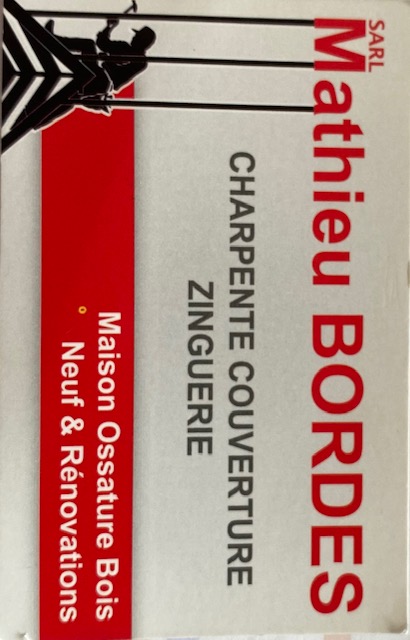 SARL
Mathieu BORDES
CHARPENTE COUVERTURE
ZINGUERIE
Maison Ossature Bois
Neuf & Rénovations